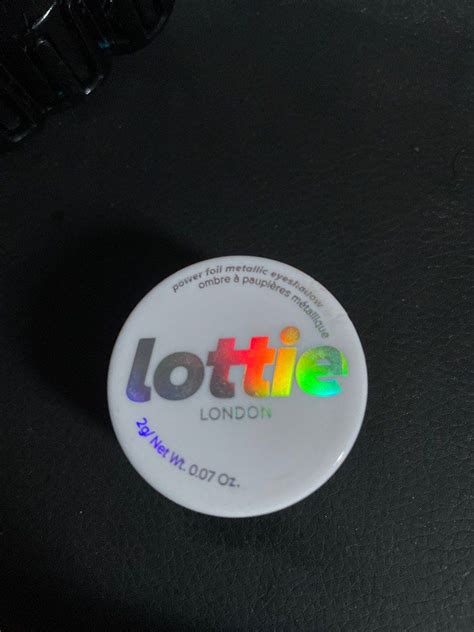 power foil metallic eyeshadow
ombre à paupières métallique
lottie
LONDON
2g/ Net Wt. 0.07 Oz.